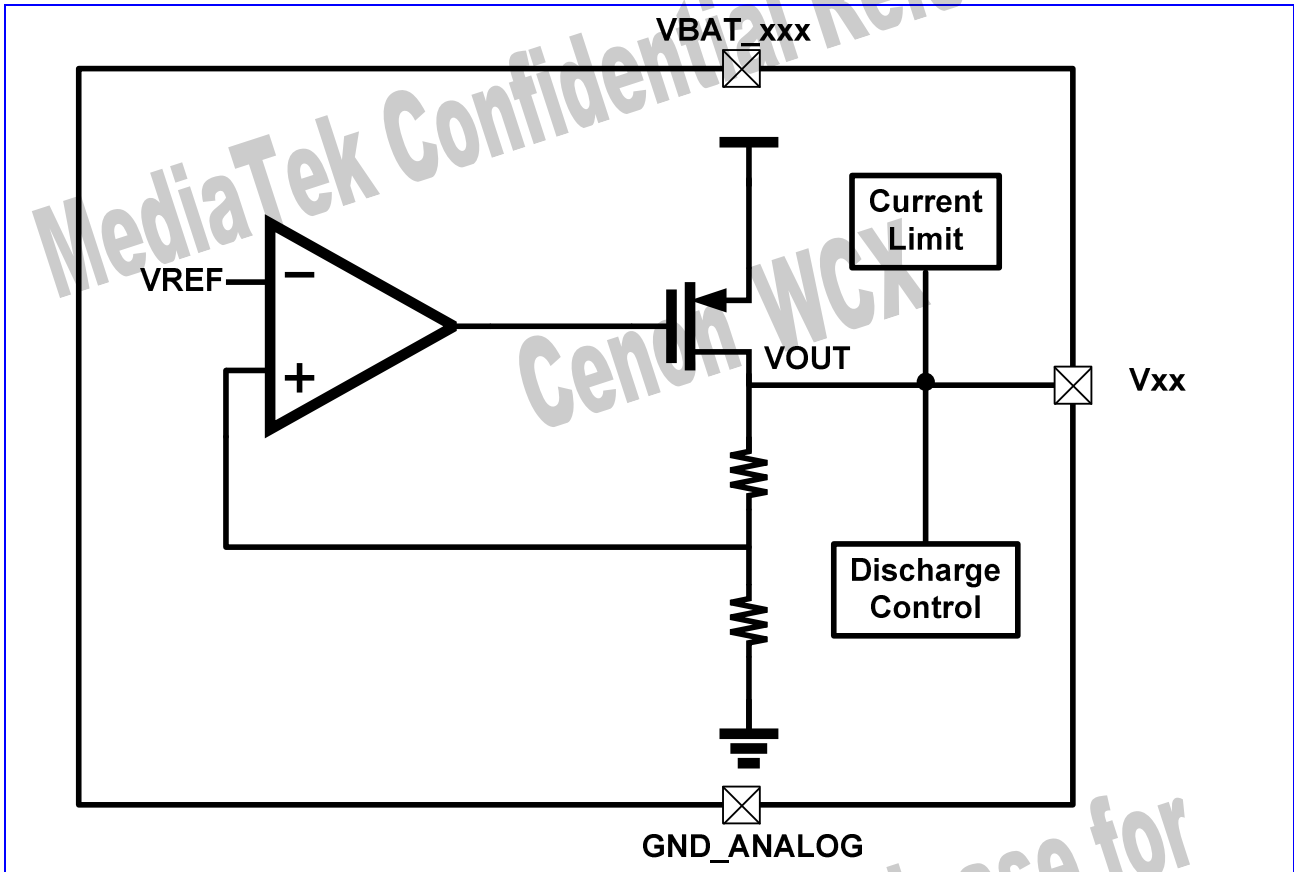 VBAT_xxx
MediaTek Confidential
Current
Limit
VREF
−
+
Cenon WCX
VOUT
Vxx
Discharge
Control
GND_ANALOG
for